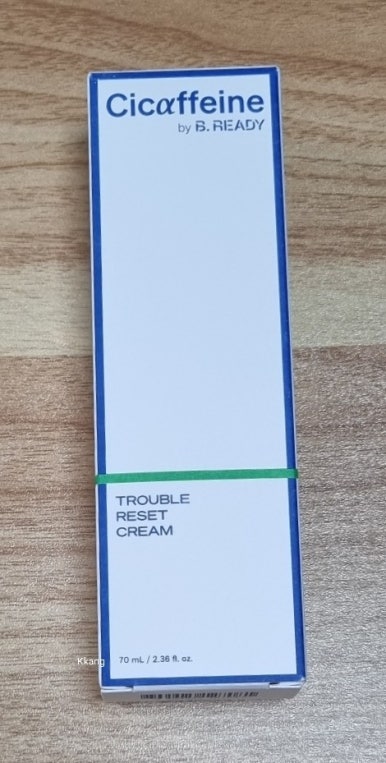 Cicαffeine
by B. READY
TROUBLE
RESET
CREAM
Kkang
70 mL / 2.36 fl. oz.